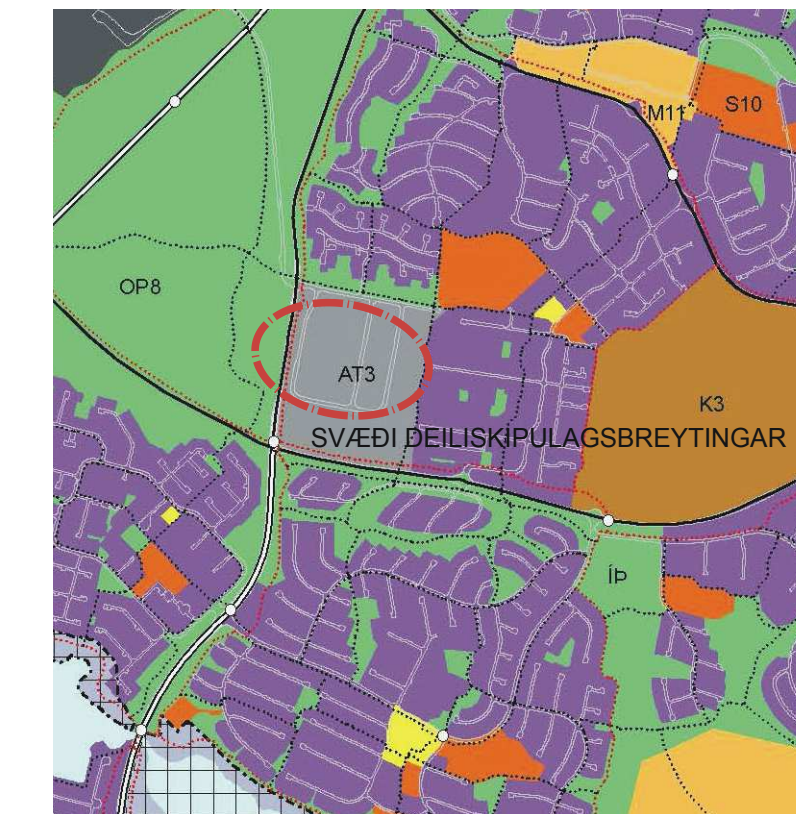 S10
M11
OP8
AT3
K3
SVÆÐI DEILISKIPULAGSBREYTINGAR
ÍÞ